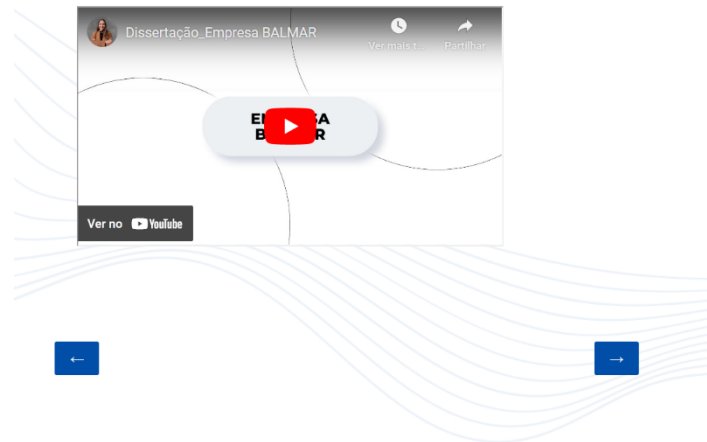 Dissertação_Empresa BALMAR
Ver mais t...
Partilhar
Ver no YouTube
←
→